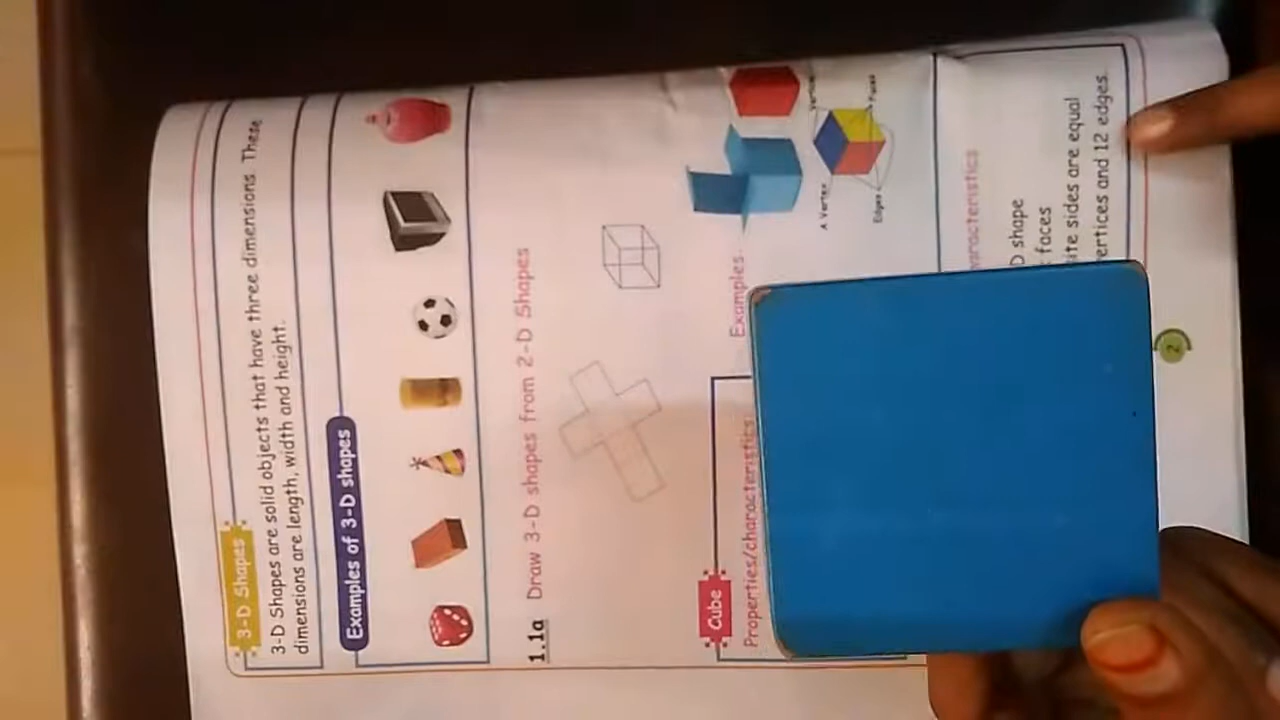 3-D Shapes
3-D Shapes are solid objects that have three dimensions. These
dimensions are length, width and height.
Examples of 3-D shapes
1.1a Draw 3-D shapes from 2-D Shapes
Cube
Properties/characteristics
Examples.
A Vertex
Edges
Faces
aracteristics
D shape
faces
ite sides are equal
ertices and 12 edges.
2